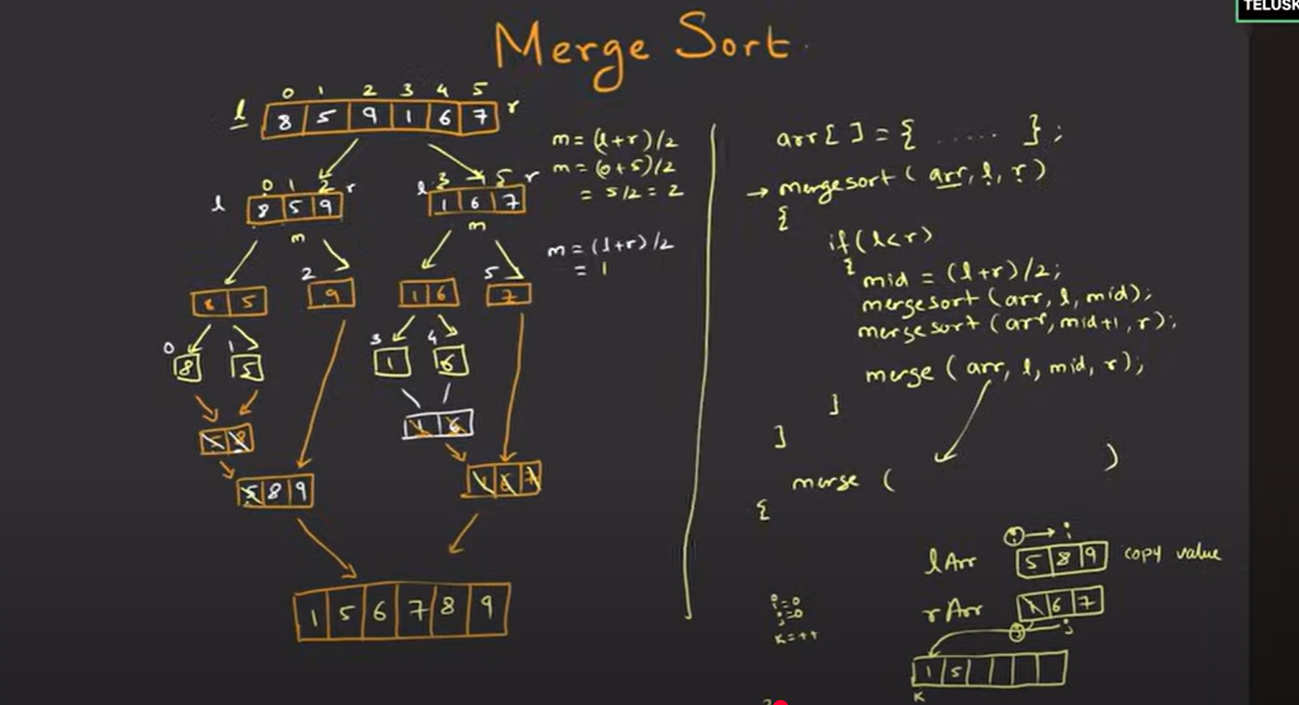 TELUSK
Merge Sort
0 1 2 3 4 5
l 8 5 9 1 6 7 r
m = (l+r)/2
m = (0+5)/2
= 5/2 = 2
0 1 2 r
l 8 5 9
m
l 3 4 5 r
1 6 7
m
m = (l+r)/2
= 1
8 5
2
9
1 6
5
7
0 1
8 5
3 4
1 6
5 8
1 6
5 8 9
1 6 7
1 5 6 7 8 9
arr[ ] = { ..... };
→ mergesort ( arr, l, r)
{
if(l<r)
{
mid = (l+r)/2;
mergesort (arr, l, mid);
mergesort (arr, mid+1, r);
merge (arr, l, mid, r);
}
}
merge ( )
{
i
lArr 5 8 9 copy value
rArr 1 6 7
j
i=0
j=0
k=++
1 5
k